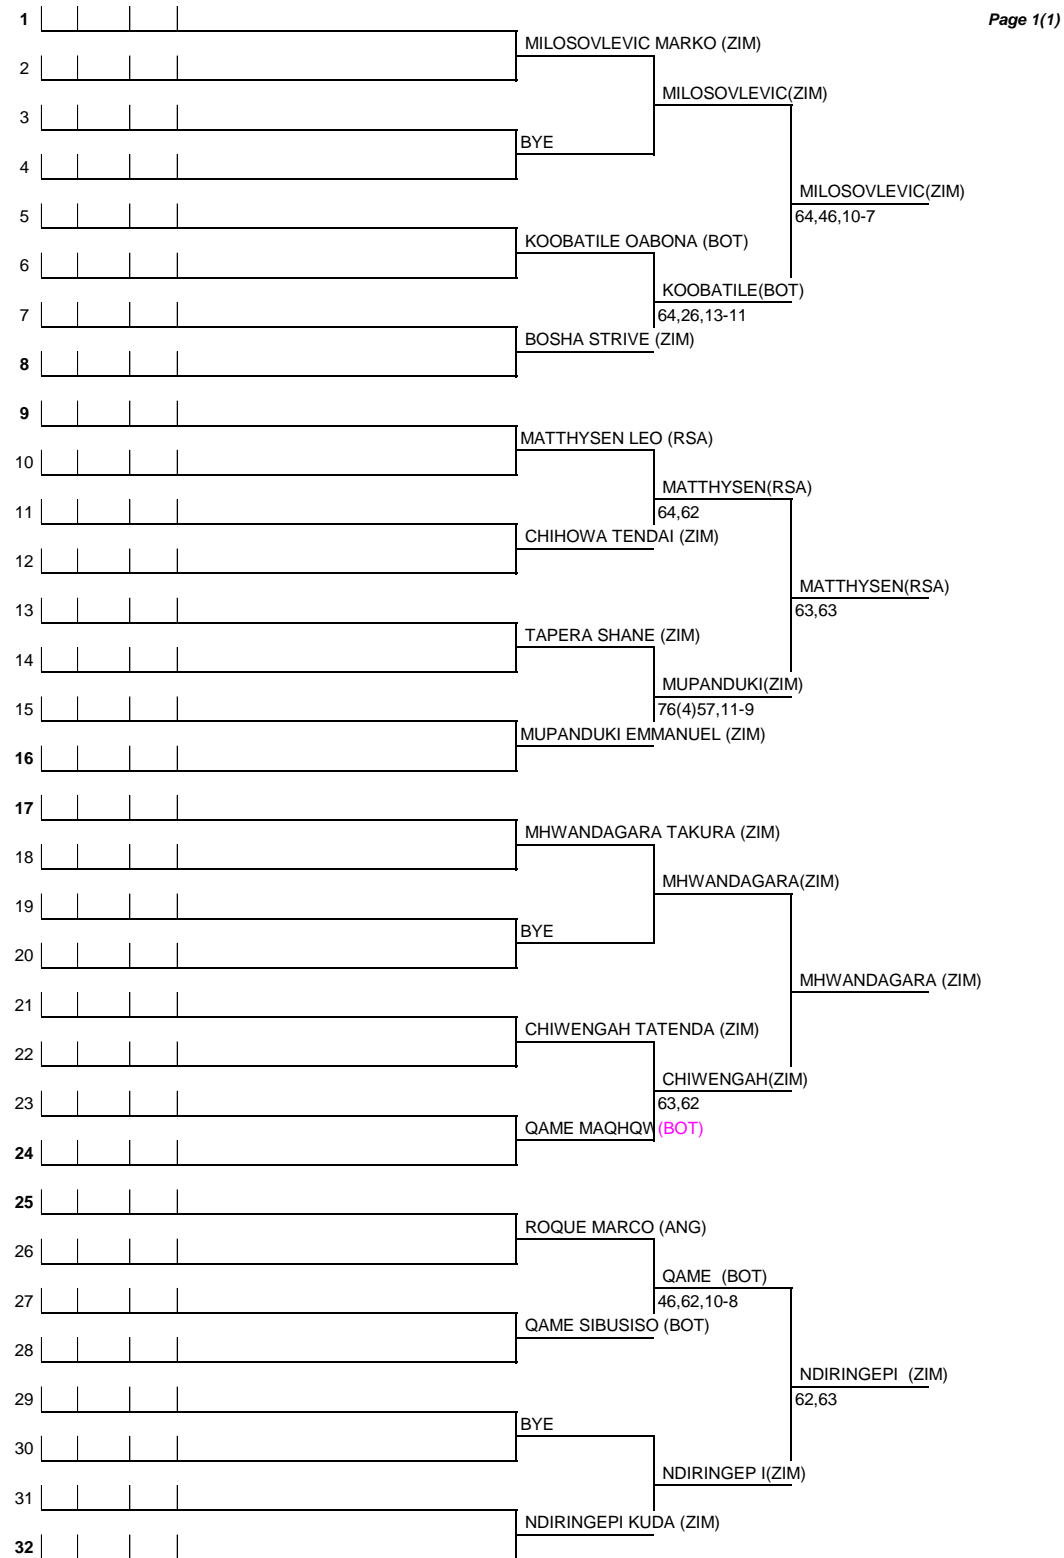 1
Page 1(1)
MILOSOVLEVIC MARKO (ZIM)
2
MILOSOVLEVIC(ZIM)
3
BYE
4
MILOSOVLEVIC(ZIM)
5
64,46,10-7
KOOBATILE OABONA (BOT)
6
KOOBATILE(BOT)
7
64,26,13-11
BOSHA STRIVE (ZIM)
8
9
MATTHYSEN LEO (RSA)
10
MATTHYSEN(RSA)
11
64,62
CHIHOWA TENDAI (ZIM)
12
MATTHYSEN(RSA)
13
63,63
TAPERA SHANE (ZIM)
14
MUPANDUKI(ZIM)
15
76(4)57,11-9
MUPANDUKI EMMANUEL (ZIM)
16
17
MHWANDAGARA TAKURA (ZIM)
18
MHWANDAGARA(ZIM)
19
BYE
20
MHWANDAGARA (ZIM)
21
CHIWENGAH TATENDA (ZIM)
22
CHIWENGAH(ZIM)
23
63,62
QAME MAQHQW(BOT)
24
25
ROQUE MARCO (ANG)
26
QAME (BOT)
27
46,62,10-8
QAME SIBUSISO (BOT)
28
NDIRINGEPI (ZIM)
29
62,63
BYE
30
NDIRINGEP I(ZIM)
31
NDIRINGEPI KUDA (ZIM)
32